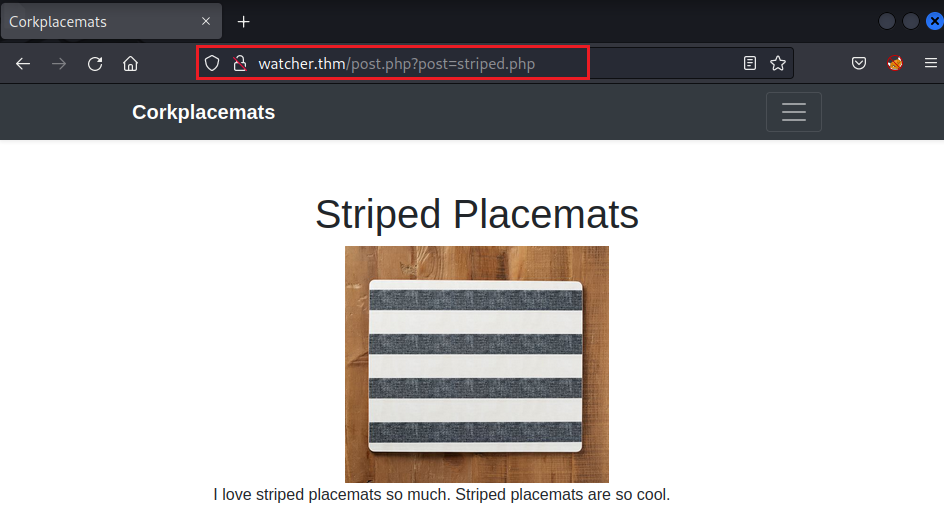 Corkplacemats
watcher.thm/post.php?post=striped.php
Corkplacemats
Striped Placemats
I love striped placemats so much. Striped placemats are so cool.